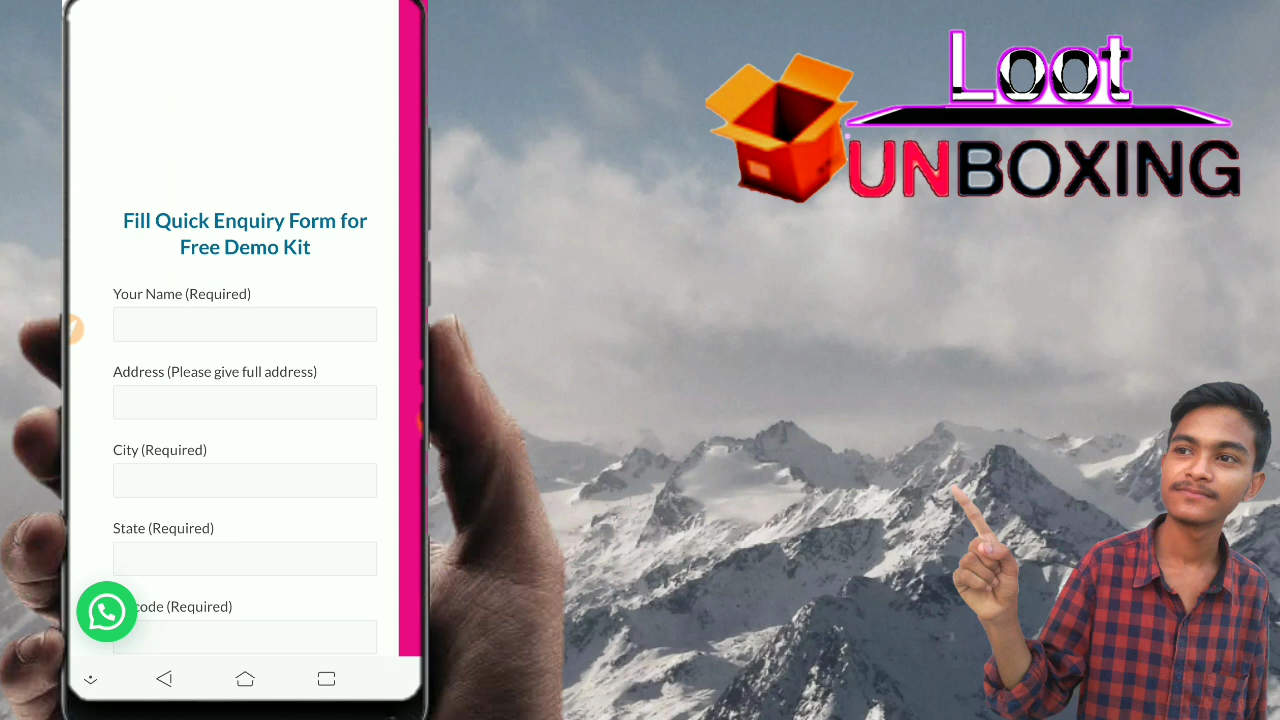 Fill Quick Enquiry Form for
Free Demo Kit
Your Name (Required)
Address (Please give full address)
City (Required)
State (Required)
code (Required)
Loot
UNBOXING